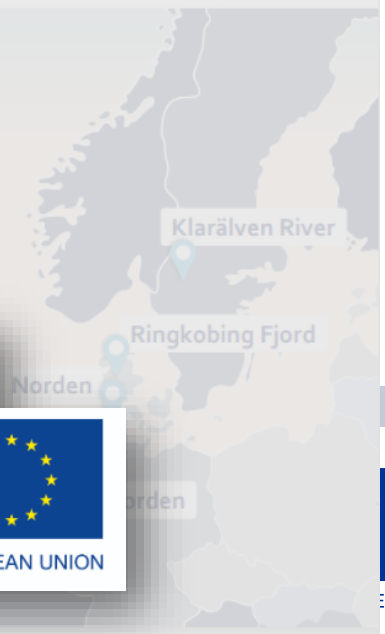 Klarälven River
Ringkobing Fjord
Norden
orden
EAN UNION
E